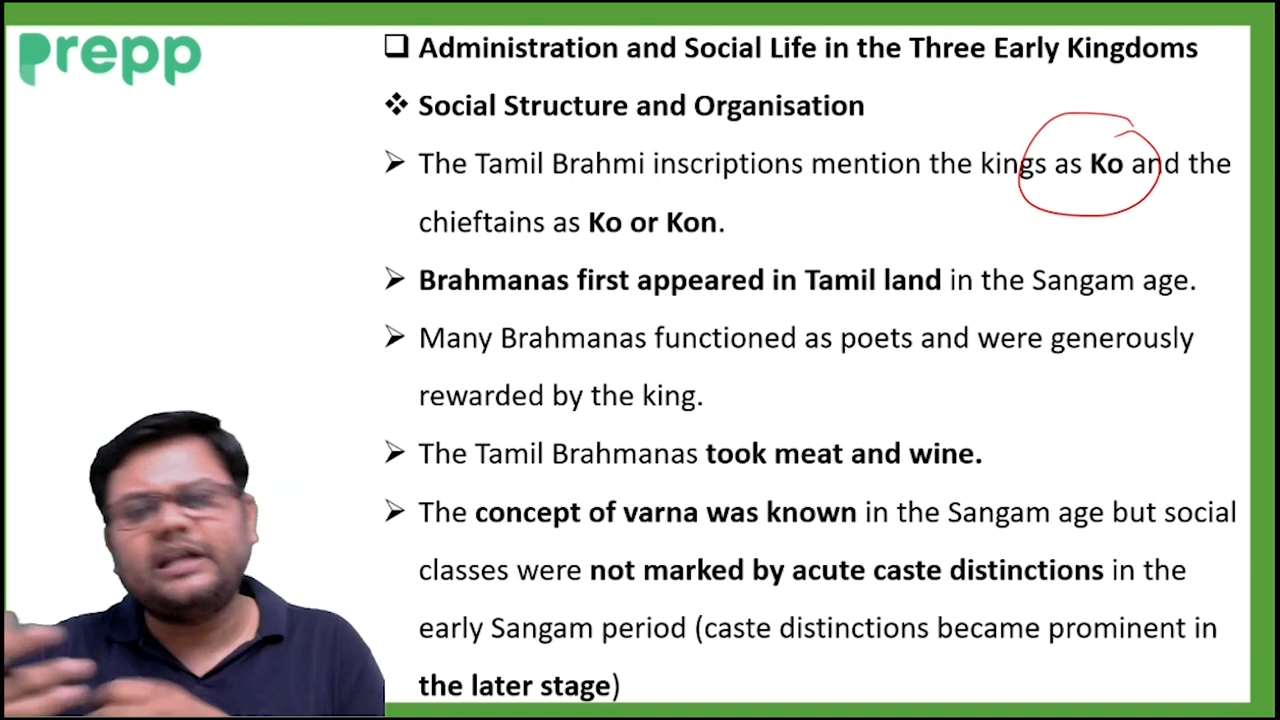 prepp
❑ Administration and Social Life in the Three Early Kingdoms
❖ Social Structure and Organisation
➢ The Tamil Brahmi inscriptions mention the kings as Ko and the
chieftains as Ko or Kon.
➢ Brahmanas first appeared in Tamil land in the Sangam age.
➢ Many Brahmanas functioned as poets and were generously
rewarded by the king.
➢ The Tamil Brahmanas took meat and wine.
➢ The concept of varna was known in the Sangam age but social
classes were not marked by acute caste distinctions in the
early Sangam period (caste distinctions became prominent in
the later stage)